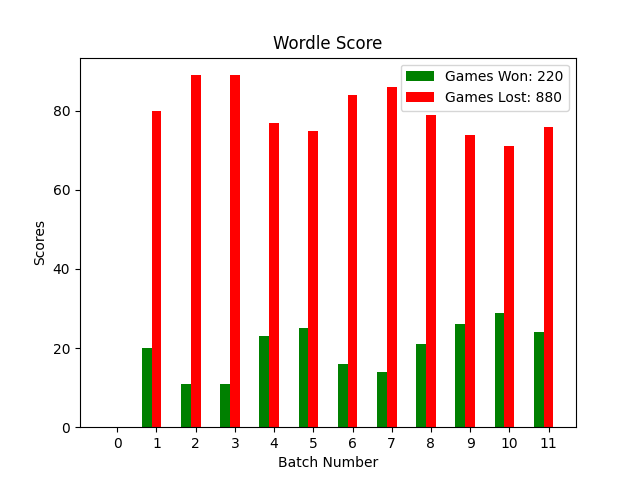 Wordle Score
Games Won: 220
Games Lost: 880
80
60
40
20
0
Scores
0 1 2 3 4 5 6 7 8 9 10 11
Batch Number